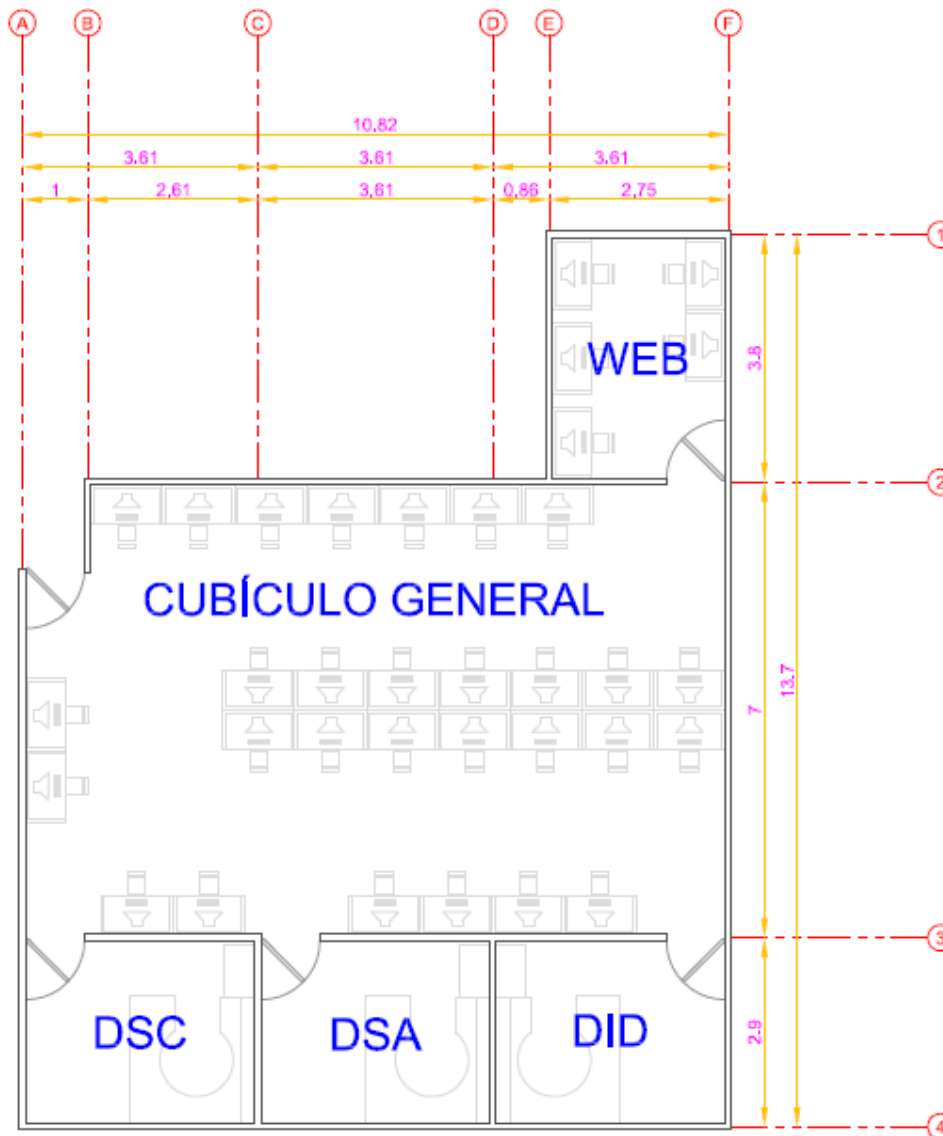 A B C D E F
10,82
3,61 3,61 3,61
1 2,61 3,61 0,86 2,75
1
WEB
3.8
2
CUBÍCULO GENERAL
7
13.7
3
DSC DSA DID
2.9
4